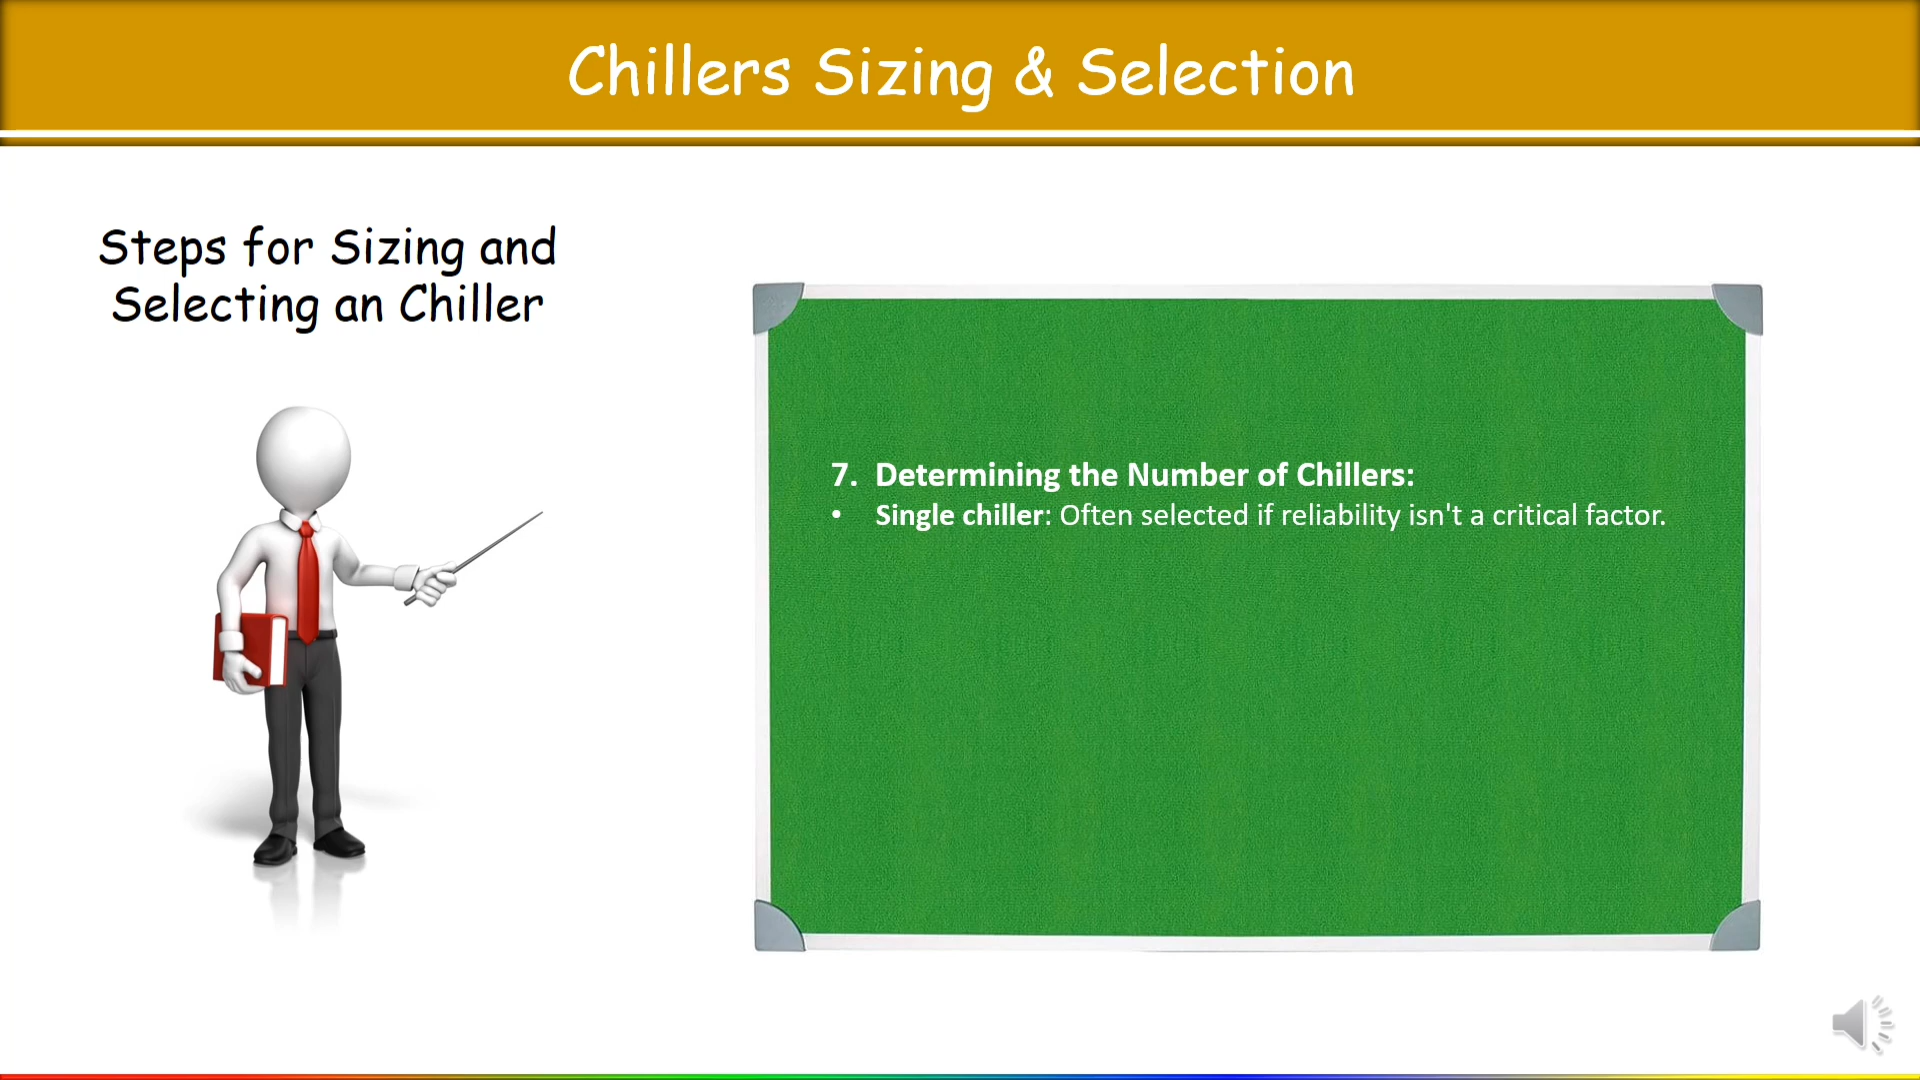 Chillers Sizing & Selection
Steps for Sizing and
Selecting an Chiller
7. Determining the Number of Chillers:
• Single chiller: Often selected if reliability isn't a critical factor.